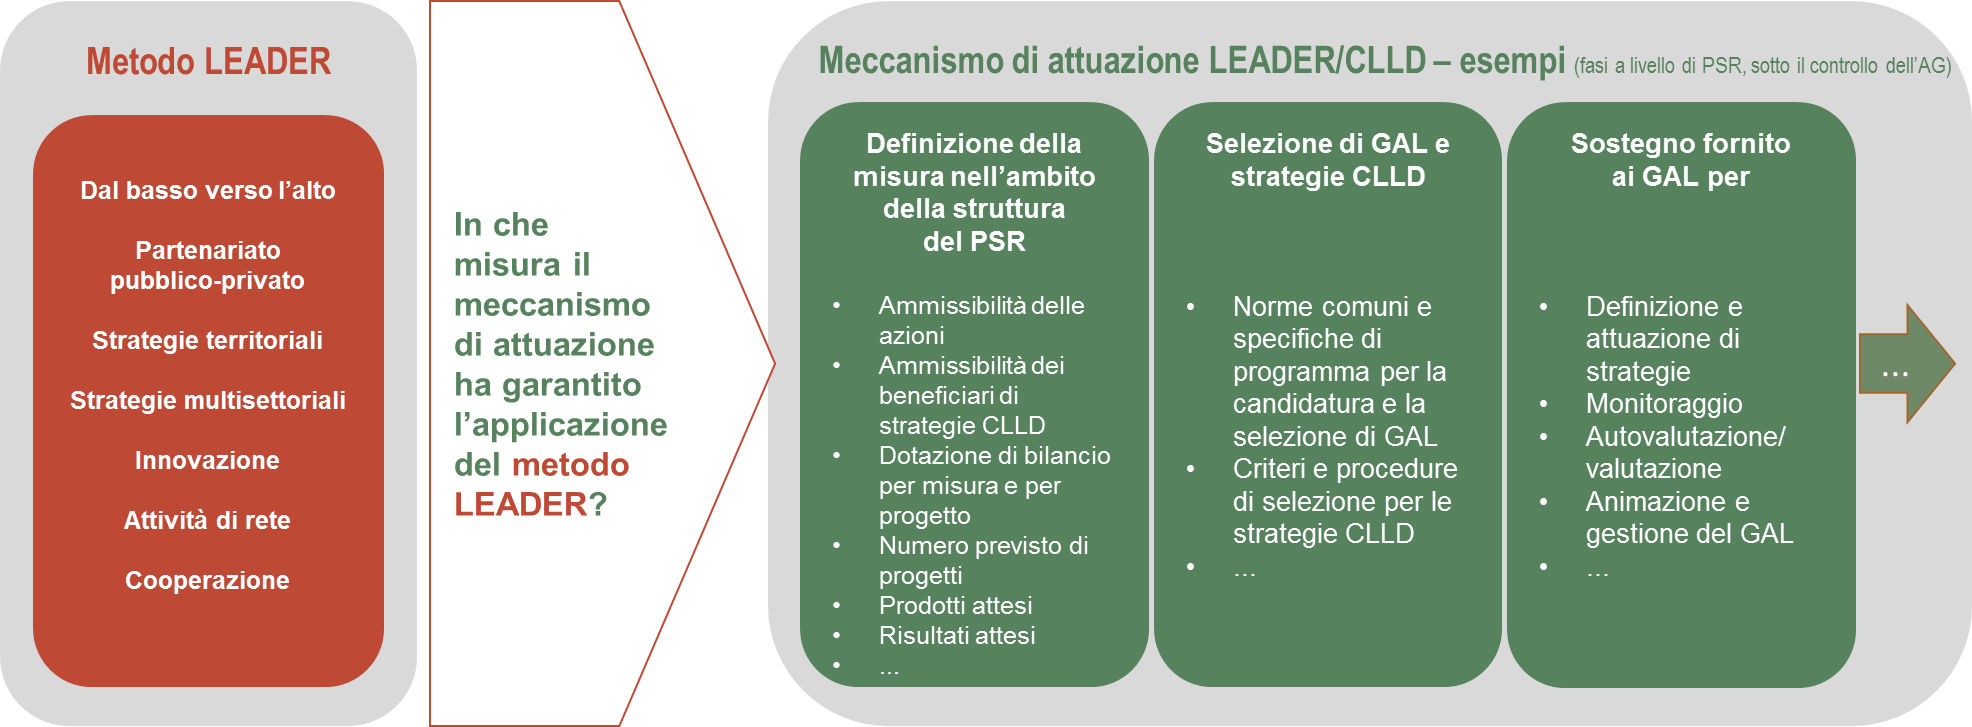 Metodo LEADER
Dal basso verso l'alto
Partenariato
pubblico-privato
Strategie territoriali
Strategie multisettoriali
Innovazione
Attività di rete
Cooperazione
In che
misura il
meccanismo
di attuazione
ha garantito
l'applicazione
del metodo
LEADER?
Meccanismo di attuazione LEADER/CLLD – esempi (fasi a livello di PSR, sotto il controllo dell'AG)
Definizione della
misura nell'ambito
della struttura
del PSR
• Ammissibilità delle
azioni
• Ammissibilità dei
beneficiari di
strategie CLLD
• Dotazione di bilancio
per misura e per
progetto
• Numero previsto di
progetti
• Prodotti attesi
• Risultati attesi
• ...
Selezione di GAL e
strategie CLLD
• Norme comuni e
specifiche di
programma per la
candidatura e la
selezione di GAL
• Criteri e procedure
di selezione per le
strategie CLLD
• ...
Sostegno fornito
ai GAL per
• Definizione e
attuazione di
strategie
• Monitoraggio
• Autovalutazione/
valutazione
• Animazione e
gestione del GAL
• ...
...